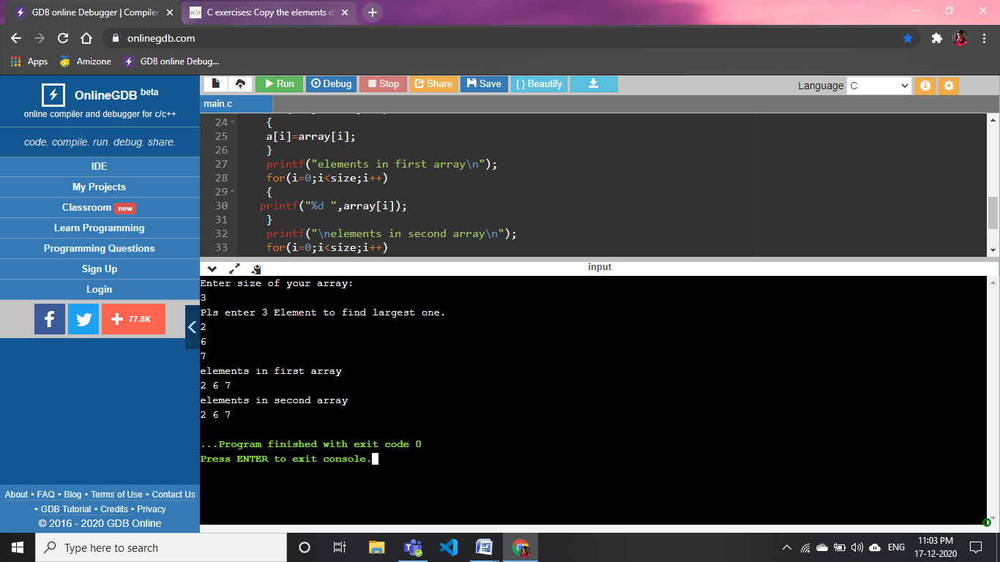 GDB online Debugger | Compiler
C exercises: Copy the elements o
onlinegdb.com
Apps
Amizone
GDB online Debug...
OnlineGDB beta
online compiler and debugger for c/c++
code. compile. run. debug. share.
IDE
My Projects
Classroom new
Learn Programming
Programming Questions
Sign Up
Login
f
+ 77.8K
About • FAQ • Blog • Terms of Use • Contact Us
• GDB Tutorial • Credits • Privacy
© 2016 - 2020 GDB Online
Run
Debug
Stop
Share
Save
{ } Beautify
Language C
main.c
24 {
25 a[i]=array[i];
26 }
27 printf("elements in first array\n");
28 for(i=0;i<size;i++)
29 {
30 printf("%d ",array[i]);
31 }
32 printf("\nelements in second array\n");
33 for(i=0;i<size;i++)
input
Enter size of your array:
3
Pls enter 3 Element to find largest one.
2
6
7
elements in first array
2 6 7
elements in second array
2 6 7
...Program finished with exit code 0
Press ENTER to exit console.
Type here to search
ENG
11:03 PM
17-12-2020